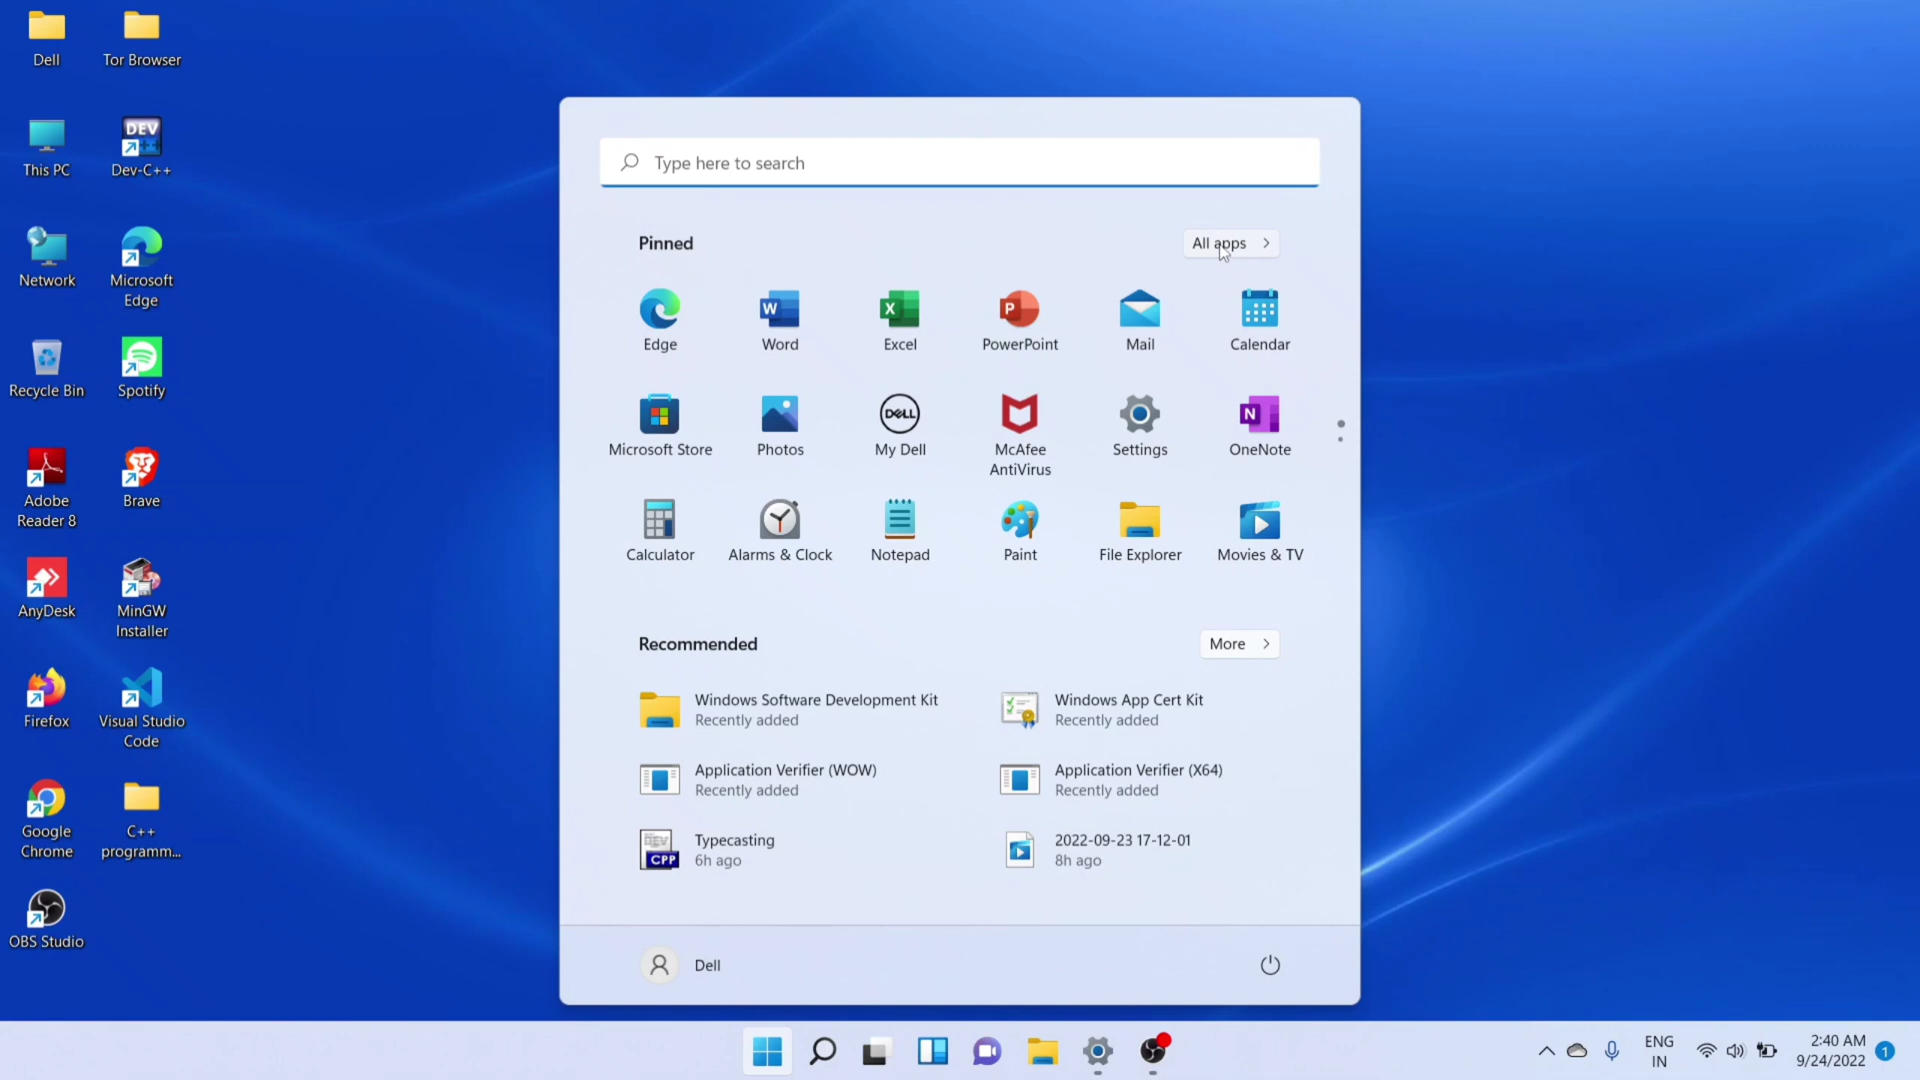 Dell
Tor Browser
This PC
DEV
Dev-C++
Network
Microsoft
Edge
Recycle Bin
Spotify
Adobe
Reader 8
Brave
AnyDesk
MinGW
Installer
Firefox
Visual Studio
Code
Google
Chrome
C++
programm...
OBS Studio
Type here to search
Pinned
All apps
W
X
P
Edge
Word
Excel
PowerPoint
Mail
Calendar
DELL
N
Microsoft Store
Photos
My Dell
McAfee
AntiVirus
Settings
OneNote
Calculator
Alarms & Clock
Notepad
Paint
File Explorer
Movies & TV
Recommended
More
Windows Software Development Kit
Recently added
Windows App Cert Kit
Recently added
Application Verifier (WOW)
Recently added
Application Verifier (X64)
Recently added
DEV
CPP
Typecasting
6h ago
2022-09-23 17-12-01
8h ago
Dell
ENG
IN
2:40 AM
9/24/2022
1